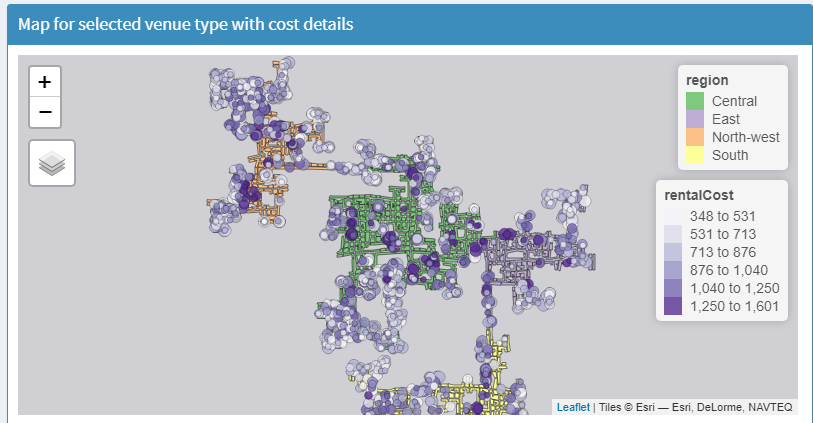 Map for selected venue type with cost details
+
−
region
Central
East
North-west
South
rentalCost
348 to 531
531 to 713
713 to 876
876 to 1,040
1,040 to 1,250
1,250 to 1,601
Leaflet | Tiles © Esri — Esri, DeLorme, NAVTEQ